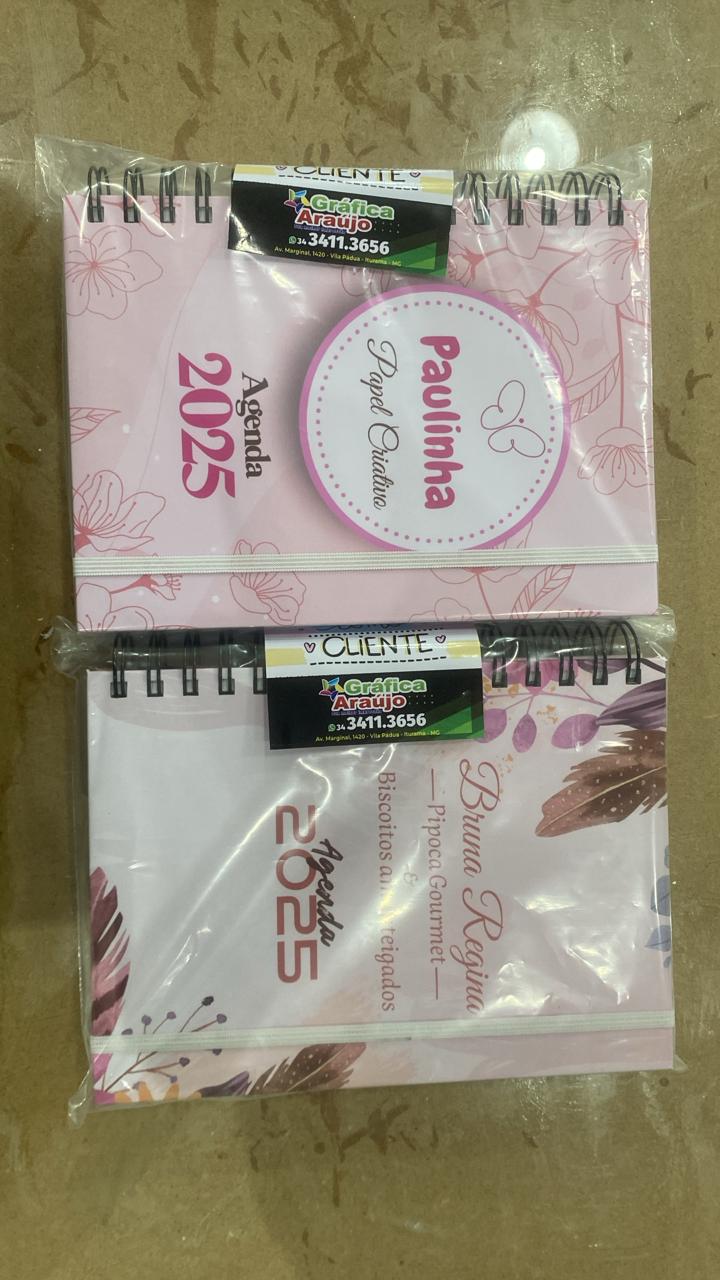 CLIENTE
Gráfica
Araújo
34 3411.3656
Av. Marginal, 1420 - Vila Pádua - Iturama - MG
Paulinha
Papel Criativo
Agenda
2025
CLIENTE
Gráfica
Araújo
34 3411.3656
Av. Marginal, 1420 - Vila Pádua - Iturama - MG
Bruna Regina
Pipoca Gourmet
&
Biscoitos
Agenda
2025